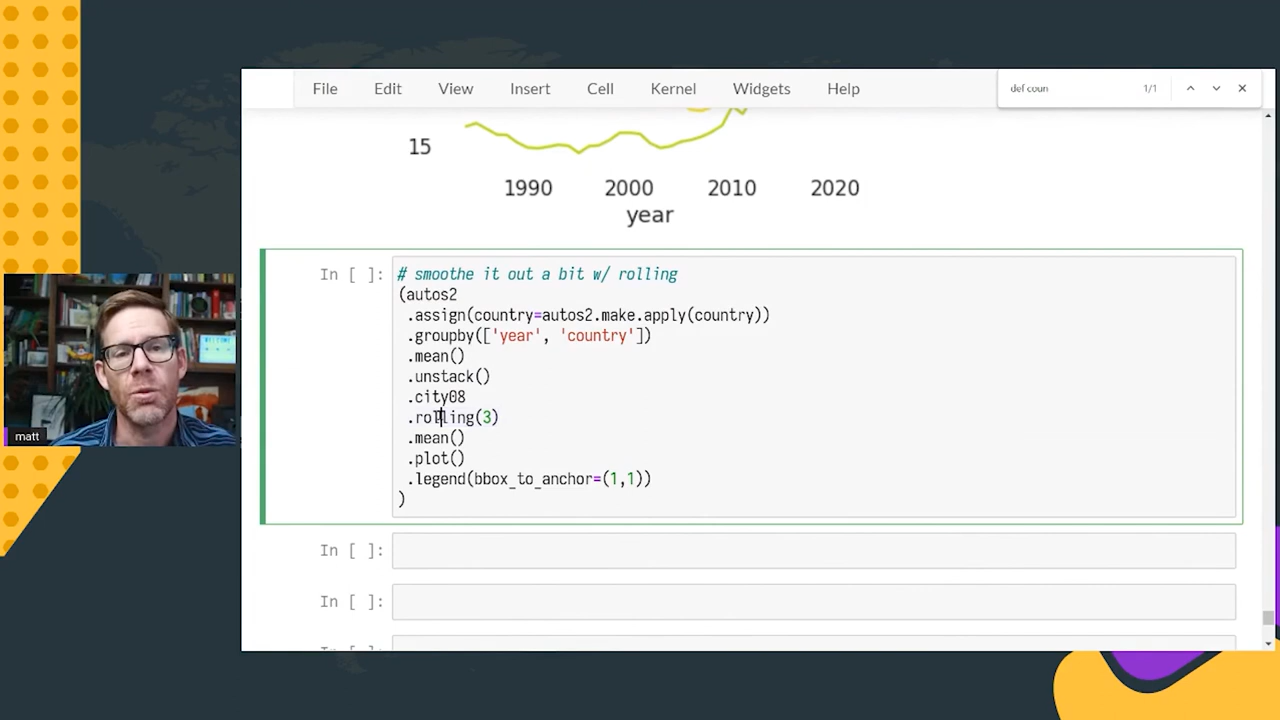 File Edit View Insert Cell Kernel Widgets Help
def coun 1/1
15
1990 2000 2010 2020
year
In [ ]:
# smoothe it out a bit w/ rolling
(autos2
.assign(country=autos2.make.apply(country))
.groupby(['year', 'country'])
.mean()
.unstack()
.city08
.rolling(3)
.mean()
.plot()
.legend(bbox_to_anchor=(1,1))
)
In [ ]:
In [ ]:
matt